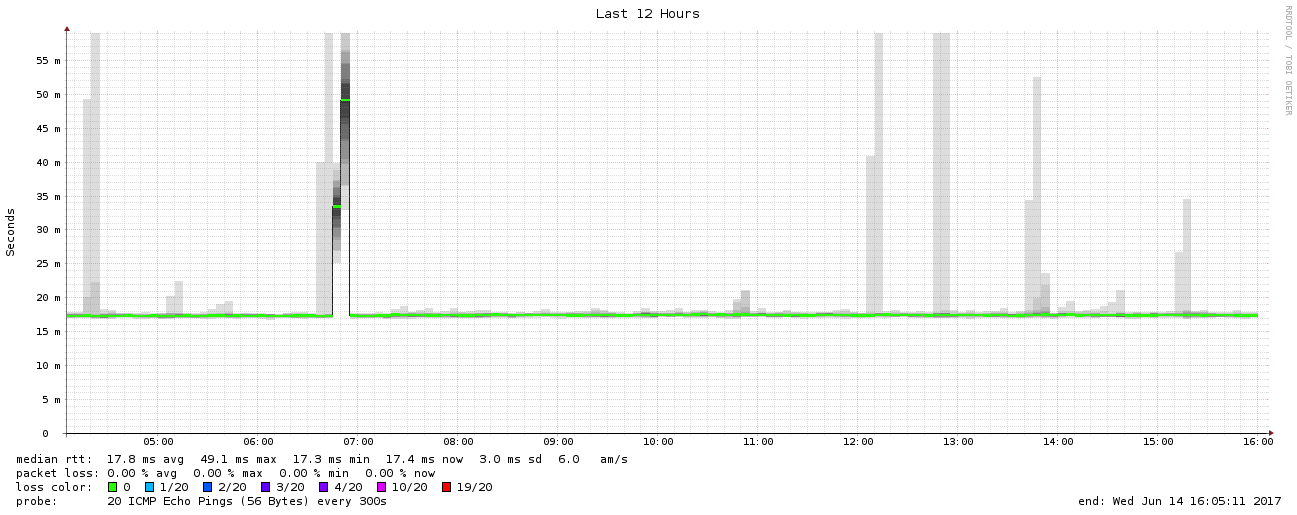 Last 12 Hours
RRDTOOL / TOBI OETIKER
Seconds
55 m
50 m
45 m
40 m
35 m
30 m
25 m
20 m
15 m
10 m
5 m
0
05:00 06:00 07:00 08:00 09:00 10:00 11:00 12:00 13:00 14:00 15:00 16:00
median rtt: 17.8 ms avg 49.1 ms max 17.3 ms min 17.4 ms now 3.0 ms sd 6.0 am/s
packet loss: 0.00 % avg 0.00 % max 0.00 % min 0.00 % now
loss color: 0 1/20 2/20 3/20 4/20 10/20 19/20
probe: 20 ICMP Echo Pings (56 Bytes) every 300s end: Wed Jun 14 16:05:11 2017